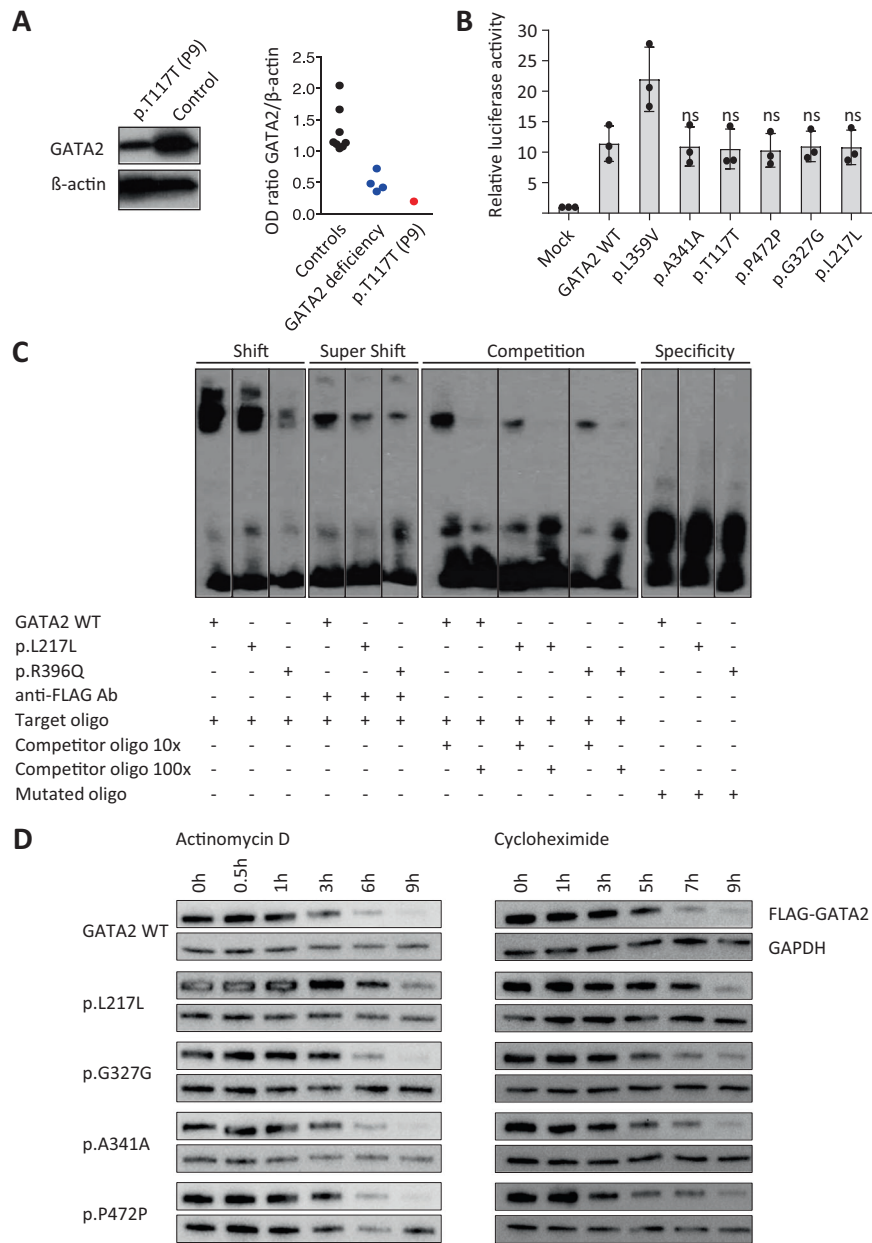 A
p.T117T (P9)
Control
GATA2
ß-actin
OD ratio GATA2/β-actin
2.5
2.0
1.5
1.0
0.5
0.0
Controls
GATA2 deficiency
p.T117T (P9)
B
Relative luciferase activity
30
25
20
15
10
5
ns ns ns ns ns
Mock
GATA2 WT
p.L359V
p.A341A
p.T117T
p.P472P
p.G327G
p.L217L
C
Shift Super Shift Competition Specificity
GATA2 WT + - - + - - + + - - - - + - -
p.L217L - + - - + - - - + + - - - + -
p.R396Q - - + - - + - - - - + + - - +
anti-FLAG Ab - - - + + + - - - - - - - - -
Target oligo + + + + + + + + + + + + - - -
Competitor oligo 10x - - - - - - + - + - + - - - -
Competitor oligo 100x - - - - - - - + - + - + - - -
Mutated oligo - - - - - - - - - - - - + + +
D
Actinomycin D Cycloheximide
0h 0.5h 1h 3h 6h 9h 0h 1h 3h 5h 7h 9h
GATA2 WT
FLAG-GATA2
GAPDH
p.L217L
p.G327G
p.A341A
p.P472P